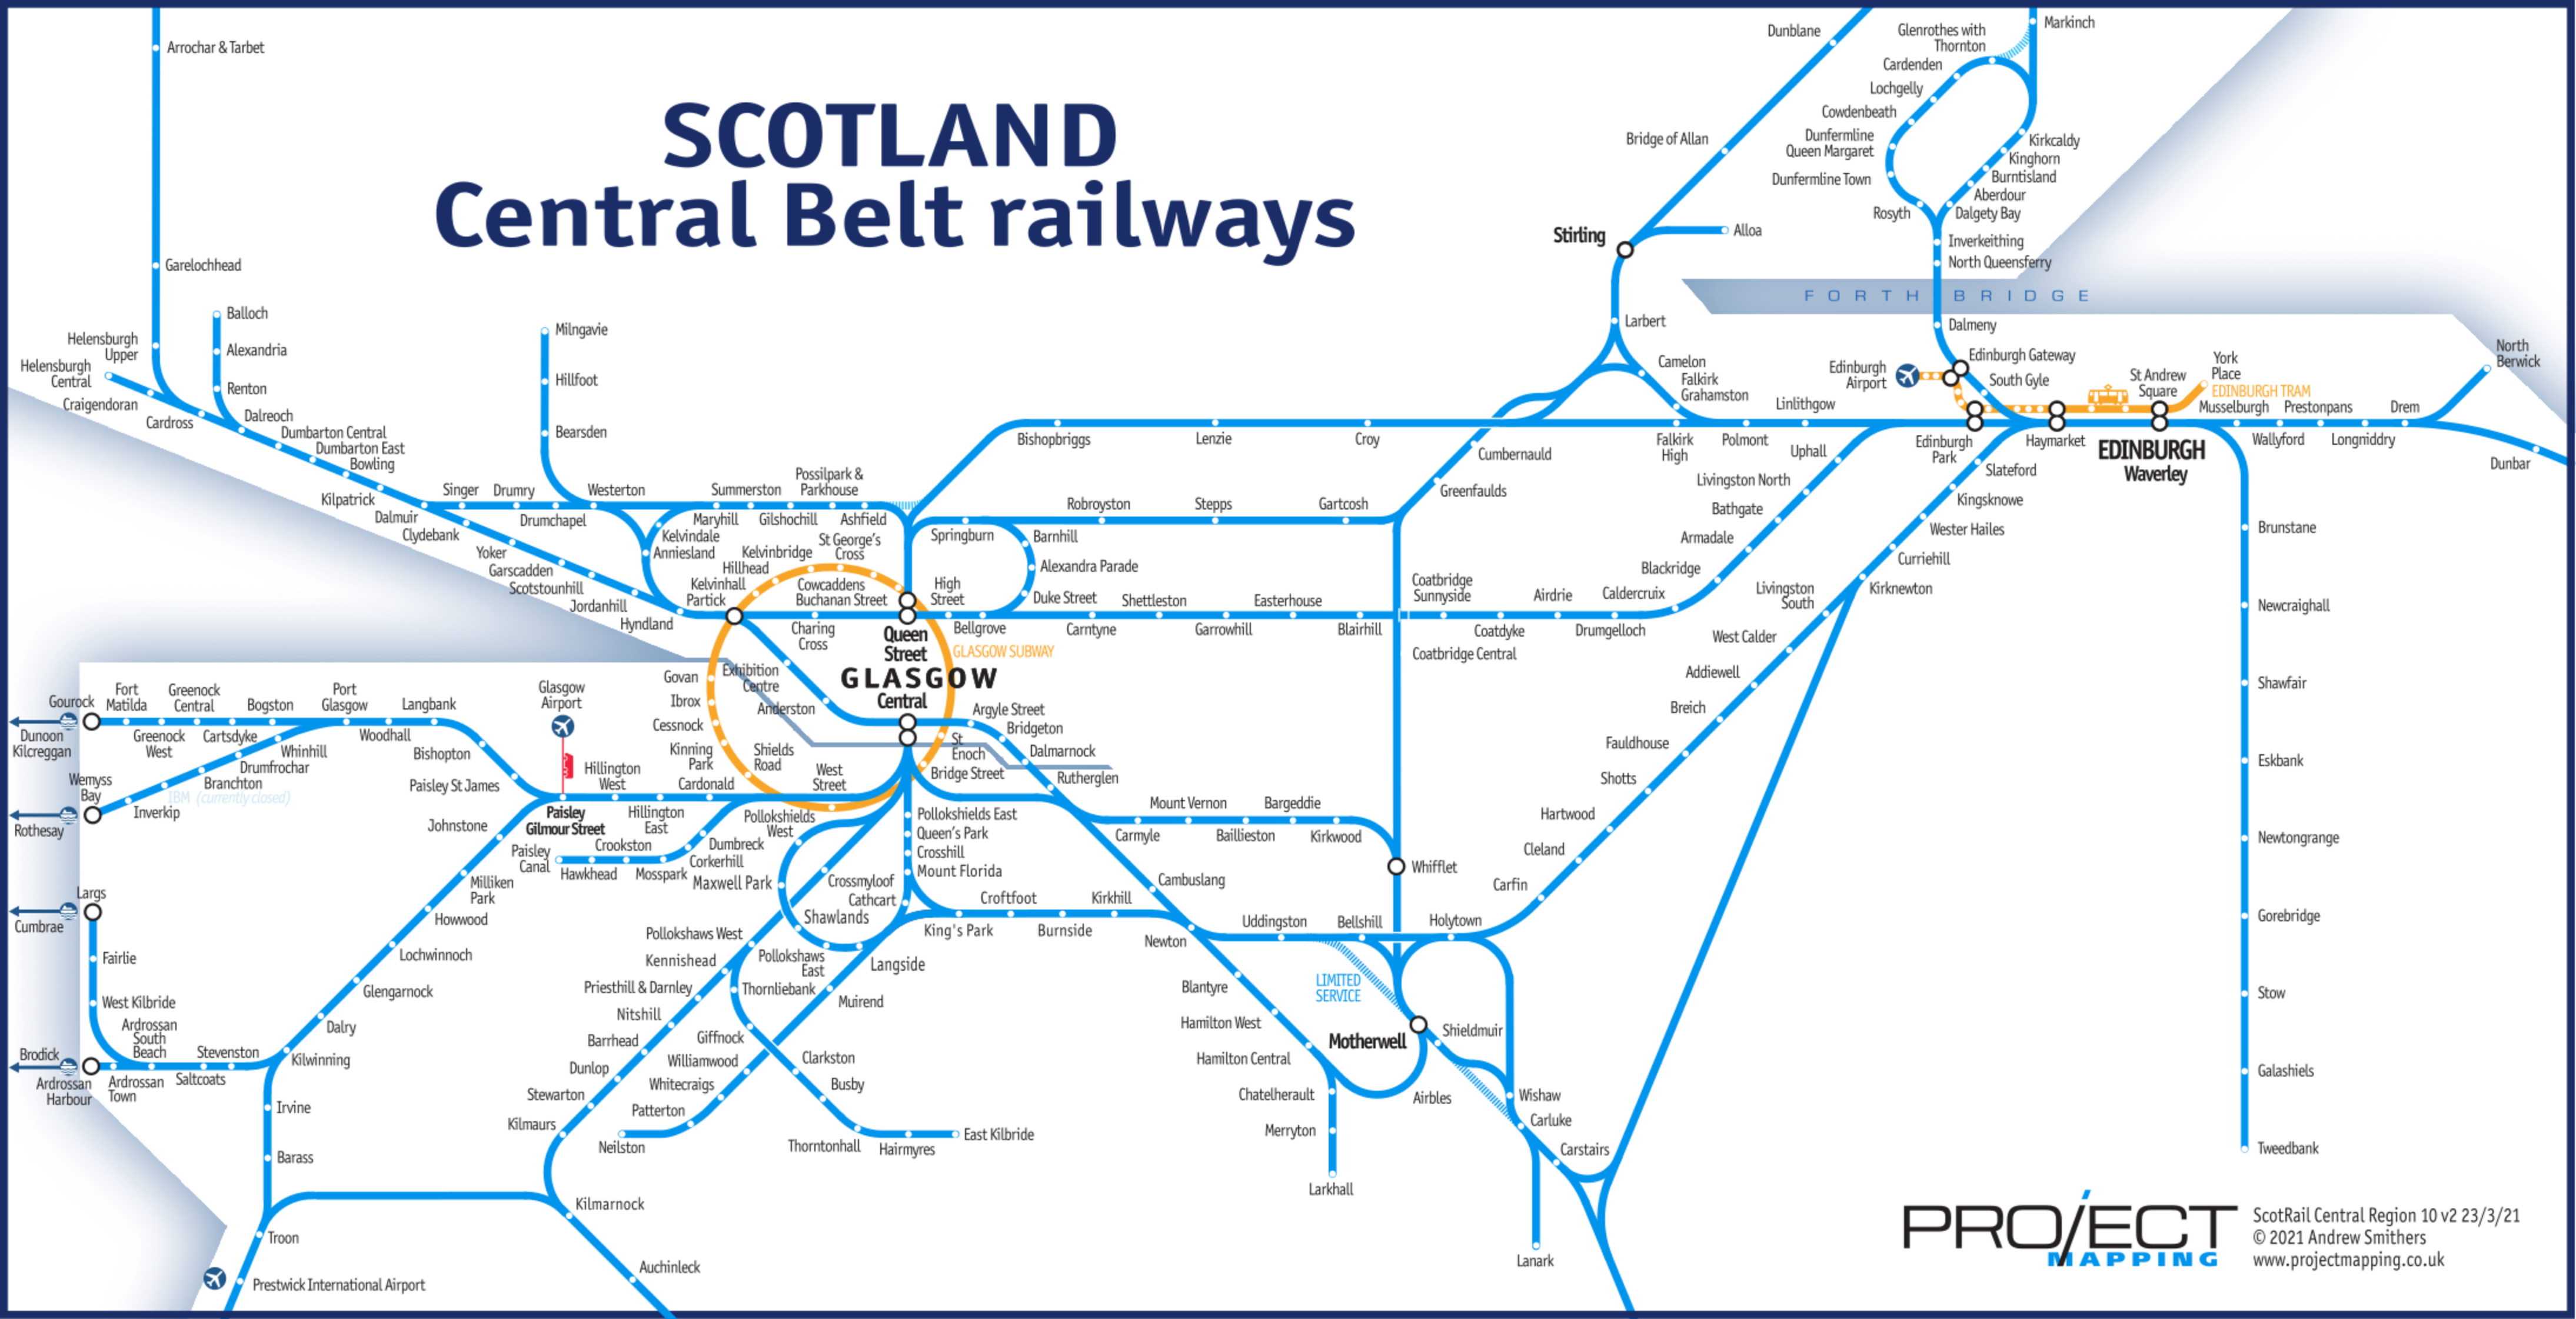 SCOTLAND
Central Belt railways
Arrochar & Tarbet
Garelochhead
Helensburgh
Upper
Helensburgh
Central
Craigendoran
Cardross
Balloch
Alexandria
Renton
Dalreoch
Dumbarton Central
Dumbarton East
Bowling
Kilpatrick
Dalmuir
Clydebank
Yoker
Garscadden
Scotstounhill
Jordanhill
Hyndland
Singer
Drumry
Drumchapel
Westerton
Milngavie
Hillfoot
Bearsden
Summerston
Possilpark &
Parkhouse
Maryhill
Gilshochill
Ashfield
Kelvindale
Anniesland
Kelvinbridge
Hillhead
St George's
Cross
Kelvinhall
Partick
Cowcaddens
Buchanan Street
High
Street
Charing
Cross
Queen
Street
GLASGOW
Central
GLASGOW SUBWAY
Bellgrove
Exhibition
Centre
Anderston
Govan
Ibrox
Cessnock
Kinning
Park
Shields
Road
West
Street
Bridge Street
St
Enoch
Argyle Street
Bridgeton
Dalmarnock
Rutherglen
Bishopbriggs
Lenzie
Croy
Springburn
Robroyston
Stepps
Gartcosh
Barnhill
Alexandra Parade
Duke Street
Carntyne
Shettleston
Garrowhill
Easterhouse
Blairhill
Coatbridge
Sunnyside
Coatbridge Central
Coatdyke
Airdrie
Drumgelloch
Caldercruix
Blackridge
Armadale
Bathgate
Livingston North
Uphall
Greenfaulds
Cumbernauld
Dunblane
Bridge of Allan
Stirling
Alloa
Larbert
Camelon
Falkirk
Grahamston
Falkirk
High
Polmont
Linlithgow
Markinch
Glenrothes with
Thornton
Cardenden
Lochgelly
Cowdenbeath
Dunfermline
Queen Margaret
Dunfermline Town
Rosyth
Kirkcaldy
Kinghorn
Burntisland
Aberdour
Dalgety Bay
Inverkeithing
North Queensferry
FORTH BRIDGE
Dalmeny
Edinburgh Gateway
South Gyle
Edinburgh
Airport
Edinburgh
Park
Haymarket
EDINBURGH
Waverley
St Andrew
Square
York
Place
EDINBURGH TRAM
Musselburgh
Wallyford
Prestonpans
Longniddry
Drem
North
Berwick
Dunbar
Brunstane
Newcraighall
Shawfair
Eskbank
Newtongrange
Gorebridge
Stow
Galashiels
Tweedbank
Slateford
Kingsknowe
Wester Hailes
Curriehill
Kirknewton
Livingston
South
West Calder
Addiewell
Breich
Fauldhouse
Shotts
Hartwood
Cleland
Carfin
Holytown
Bellshill
Uddingston
Whifflet
Carmyle
Mount Vernon
Baillieston
Bargeddie
Kirkwood
Cambuslang
Newton
Blantyre
Hamilton West
Hamilton Central
Chatelherault
Merryton
Larkhall
LIMITED
SERVICE
Motherwell
Airbles
Shieldmuir
Wishaw
Carluke
Carstairs
Lanark
Gourock
Dunoon
Kilcreggan
Fort
Matilda
Greenock
West
Greenock
Central
Cartsdyke
Bogston
Port
Glasgow
Woodhall
Langbank
Bishopton
Paisley St James
Whinhill
Drumfrochar
Branchton
IBM (currently closed)
Inverkip
Wemyss
Bay
Rothesay
Glasgow
Airport
Paisley
Gilmour Street
Hillington
West
Hillington
East
Cardonald
Paisley
Canal
Hawkhead
Crookston
Mosspark
Corkerhill
Dumbreck
Pollokshields
West
Maxwell Park
Shawlands
Pollokshaws
East
Langside
Crossmyloof
Cathcart
Pollokshields East
Queen's Park
Crosshill
Mount Florida
King's Park
Croftfoot
Burnside
Kirkhill
Pollokshaws West
Kennishead
Priesthill & Darnley
Nitshill
Barrhead
Dunlop
Stewarton
Kilmaurs
Kilmarnock
Auchinleck
Thornliebank
Giffnock
Clarkston
Busby
Thorntonhall
Hairmyres
East Kilbride
Muirend
Williamwood
Whitecraigs
Patterton
Neilston
Johnstone
Milliken
Park
Howwood
Lochwinnoch
Glengarnock
Dalry
Kilwinning
Largs
Cumbrae
Fairlie
West Kilbride
Ardrossan
South
Beach
Stevenston
Saltcoats
Ardrossan
Town
Ardrossan
Harbour
Brodick
Irvine
Barass
Troon
Prestwick International Airport
PROJECT
MAPPING
ScotRail Central Region 10 v2 23/3/21
© 2021 Andrew Smithers
www.projectmapping.co.uk